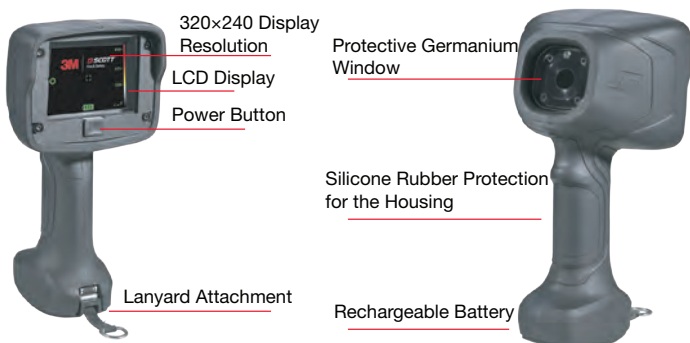 320×240 Display
Resolution
LCD Display
Power Button
Lanyard Attachment
3M
SCOTT
Protective Germanium
Window
Silicone Rubber Protection
for the Housing
Rechargeable Battery